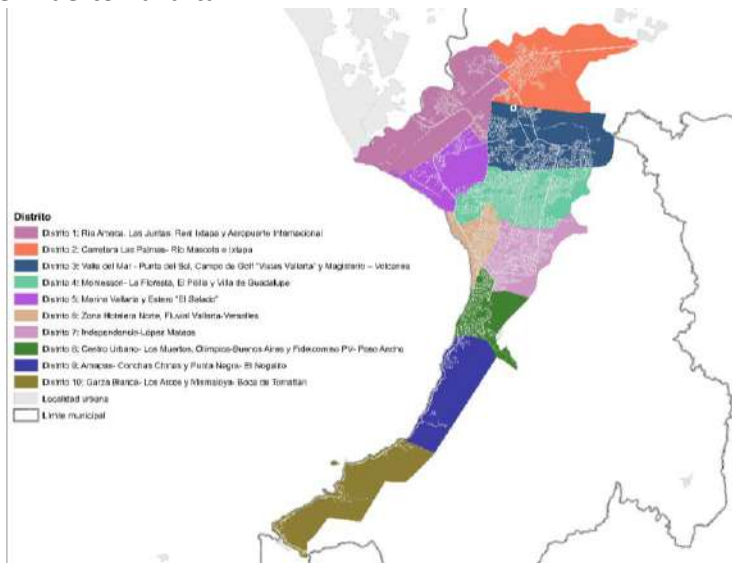 Distrito
Distrito 1: Río Ameca, Las Juntas, Real Ixtapa y Aeropuerto Internacional
Distrito 2: Carretera Las Palmas- Río Mascota e Ixtapa
Distrito 3: Valle del Mar - Punta del Sol, Campo de Golf "Vistas Vallarta" y Magisterio – Volcanes
Distrito 4: Montessori- La Floresta, El Pitillal y Villa de Guadalupe
Distrito 5: Marina Vallarta y Estero "El Salado"
Distrito 6: Zona Hotelera Norte, Fluvial Vallarta-Versalles
Distrito 7: Independencia-López Mateos
Distrito 8: Centro Urbano- Los Muertos, Olímpica-Buenos Aires y Fideicomiso PV- Paso Ancho
Distrito 9: Amapas- Conchas Chinas y Punta Negra- El Nogalito
Distrito 10: Garza Blanca- Los Arcos y Mismaloya- Boca de Tomatlán
Localidad urbana
Límite municipal